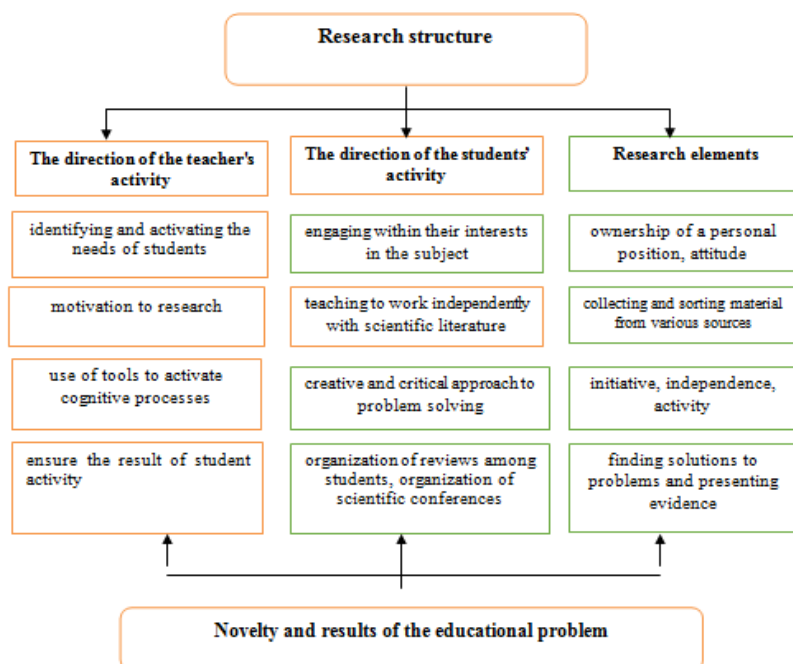 Research structure
The direction of the teacher's
activity
The direction of the students'
activity
Research elements
identifying and activating the
needs of students
engaging within their interests
in the subject
ownership of a personal
position, attitude
motivation to research
teaching to work independently
with scientific literature
collecting and sorting material
from various sources
use of tools to activate
cognitive processes
creative and critical approach to
problem solving
initiative, independence,
activity
ensure the result of student
activity
organization of reviews among
students, organization of
scientific conferences
finding solutions to
problems and presenting
evidence
Novelty and results of the educational problem